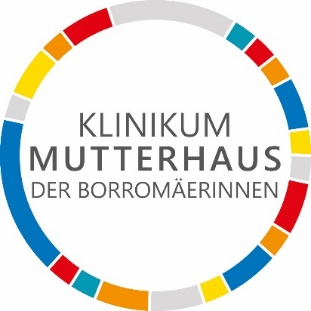 KLINIKUM
MUTTERHAUS
DER BORROMÄERINNEN